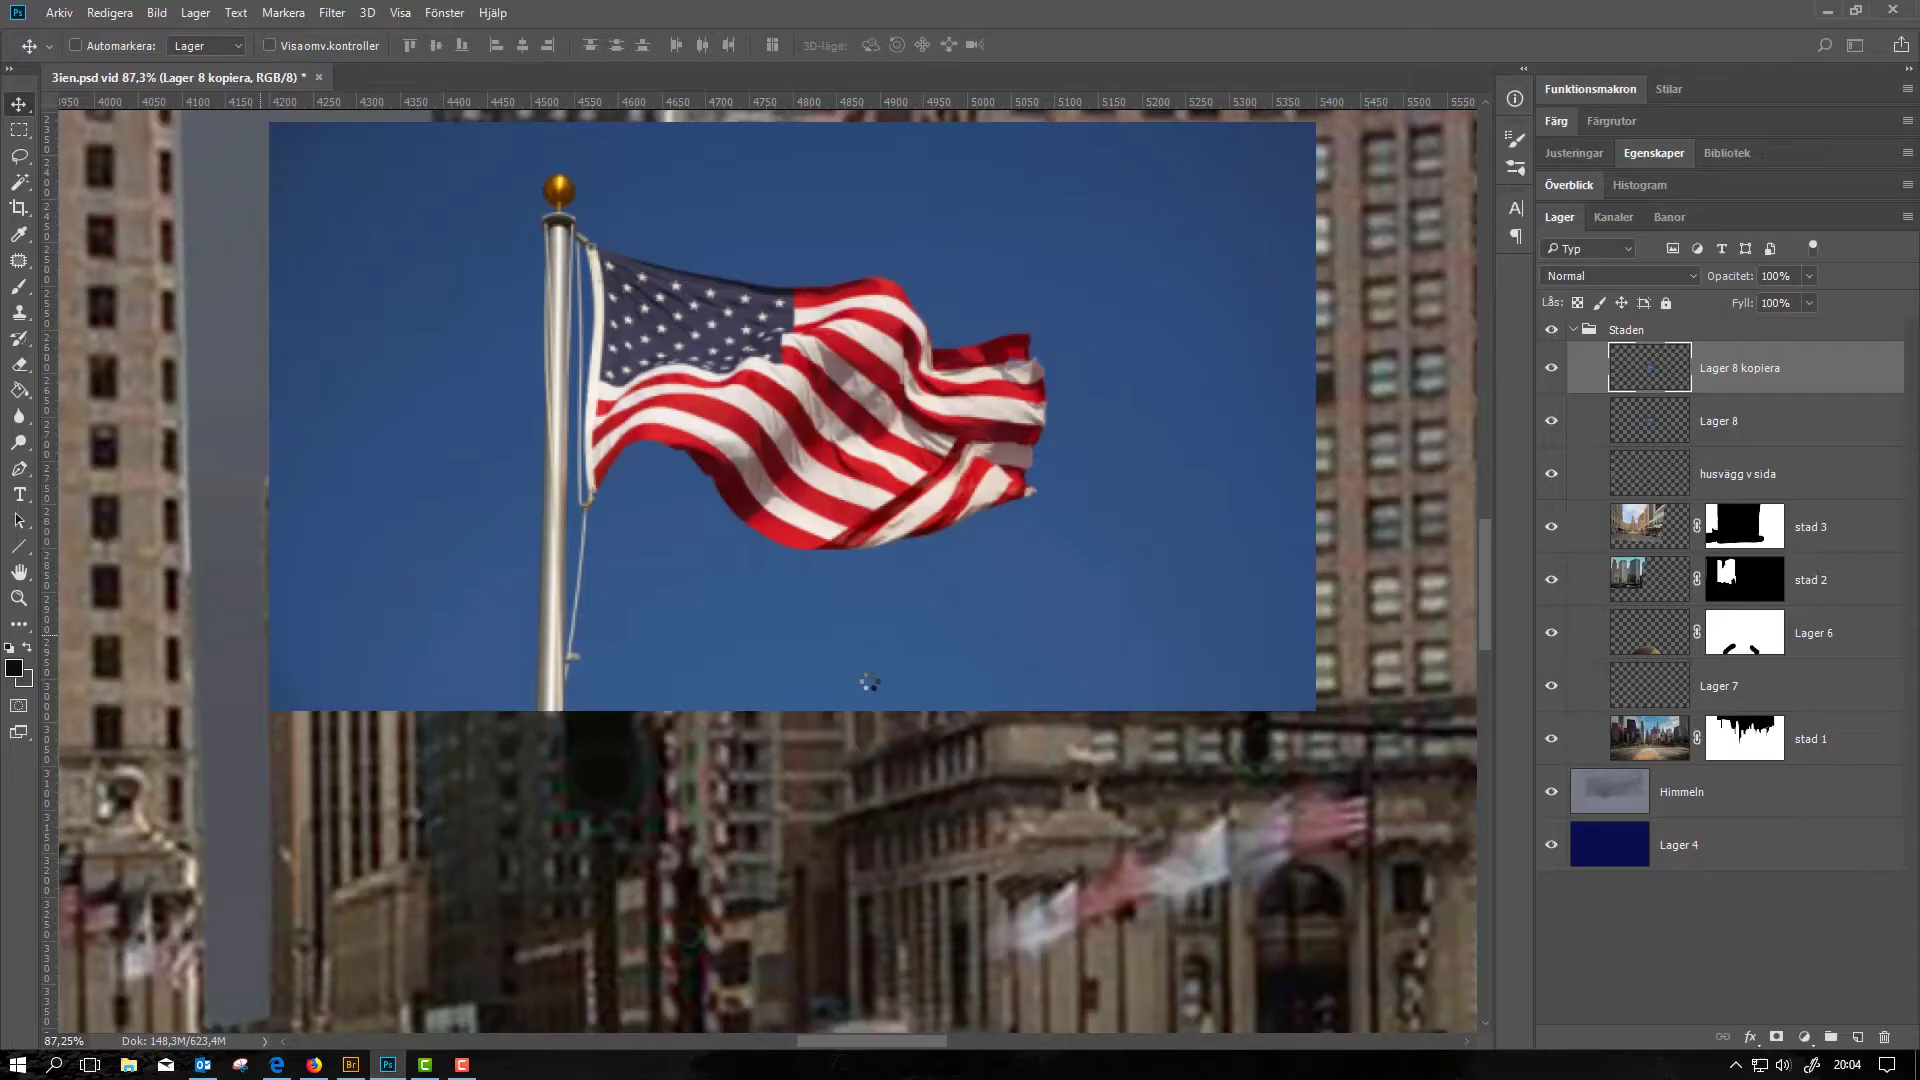 Ps Arkiv Redigera Bild Lager Text Markera Filter 3D Visa Fönster Hjälp
Automarkera: Lager Visa omv.kontroller 3D-läge:
3ien.psd vid 87,3% (Lager 8 kopiera, RGB/8) *
3950 4000 4050 4100 4150 4200 4250 4300 4350 4400 4450 4500 4550 4600 4650 4700 4750 4800 4850 4900 4950 5000 5050 5100 5150 5200 5250 5300 5350 5400 5450 5500 5550
Funktionsmakron Stilar
Färg Färgrutor
Justeringar Egenskaper Bibliotek
Överblick Histogram
Lager Kanaler Banor
Typ
Normal Opacitet: 100%
Lås: Fyll: 100%
Staden
Lager 8 kopiera
Lager 8
husvägg v sida
stad 3
stad 2
Lager 6
Lager 7
stad 1
Himmeln
Lager 4
87,25% Dok: 148,3M/623,4M
Br Ps 20:04